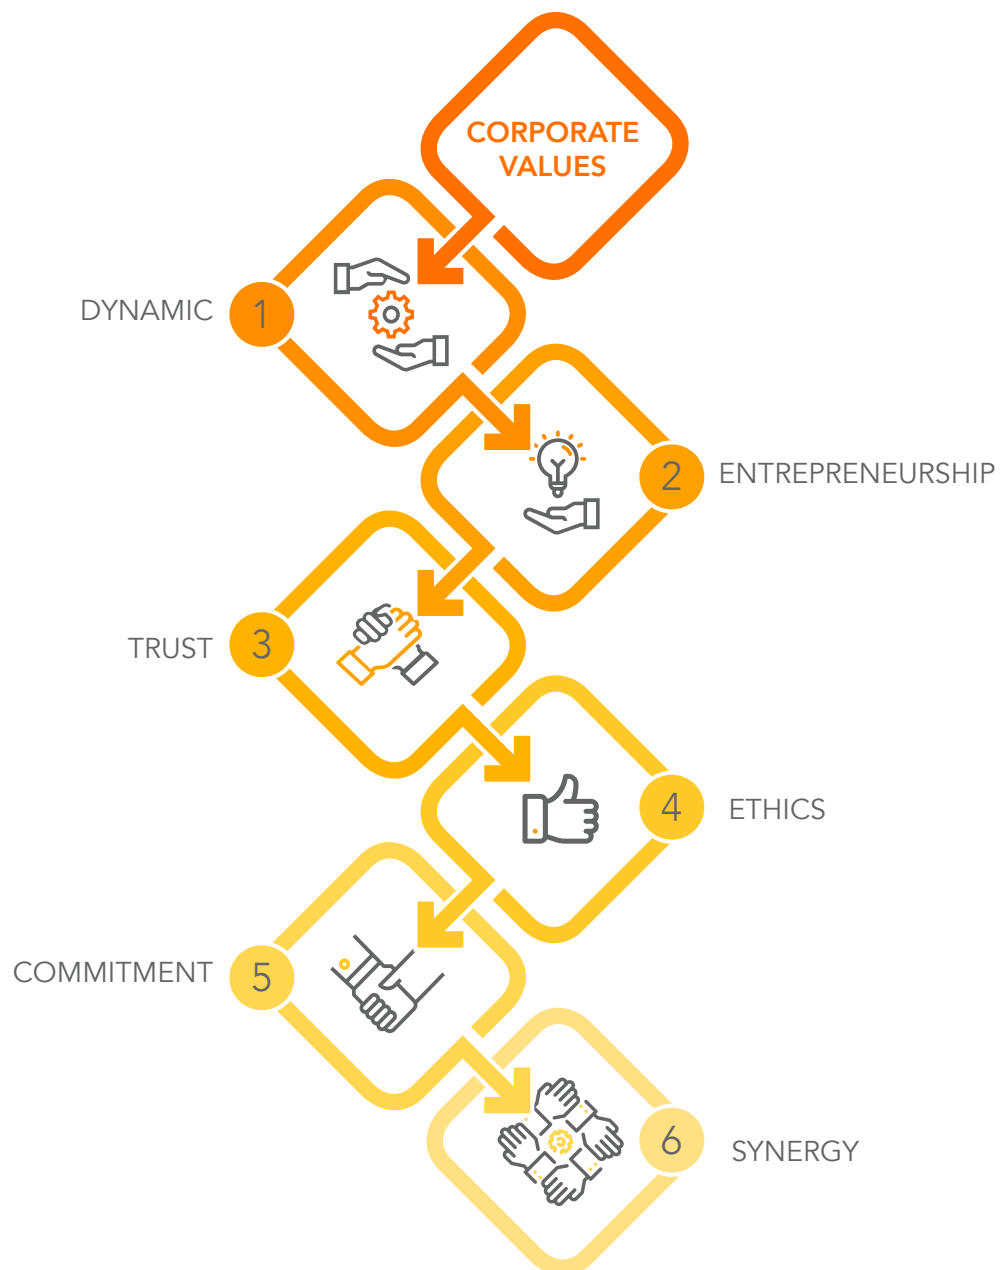 CORPORATE
VALUES
DYNAMIC 1
2 ENTREPRENEURSHIP
TRUST 3
4 ETHICS
COMMITMENT 5
6 SYNERGY